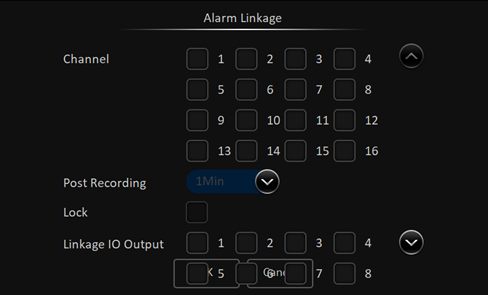 Alarm Linkage
Channel 1 2 3 4
5 6 7 8
9 10 11 12
13 14 15 16
Post Recording 1Min
Lock
Linkage IO Output 1 2 3 4
5 6 7 8